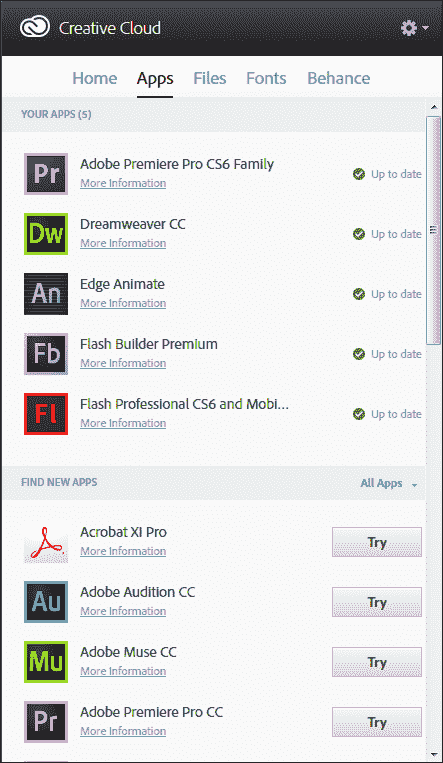 Creative Cloud
Home Apps Files Fonts Behance
YOUR APPS (5)
Pr Adobe Premiere Pro CS6 Family
More Information
Up to date
Dw Dreamweaver CC
More Information
Up to date
An Edge Animate
More Information
Up to date
Fb Flash Builder Premium
More Information
Up to date
Fl Flash Professional CS6 and Mobi...
More Information
Up to date
FIND NEW APPS All Apps
Acrobat XI Pro
More Information
Try
Au Adobe Audition CC
More Information
Try
Mu Adobe Muse CC
More Information
Try
Pr Adobe Premiere Pro CC
More Information
Try